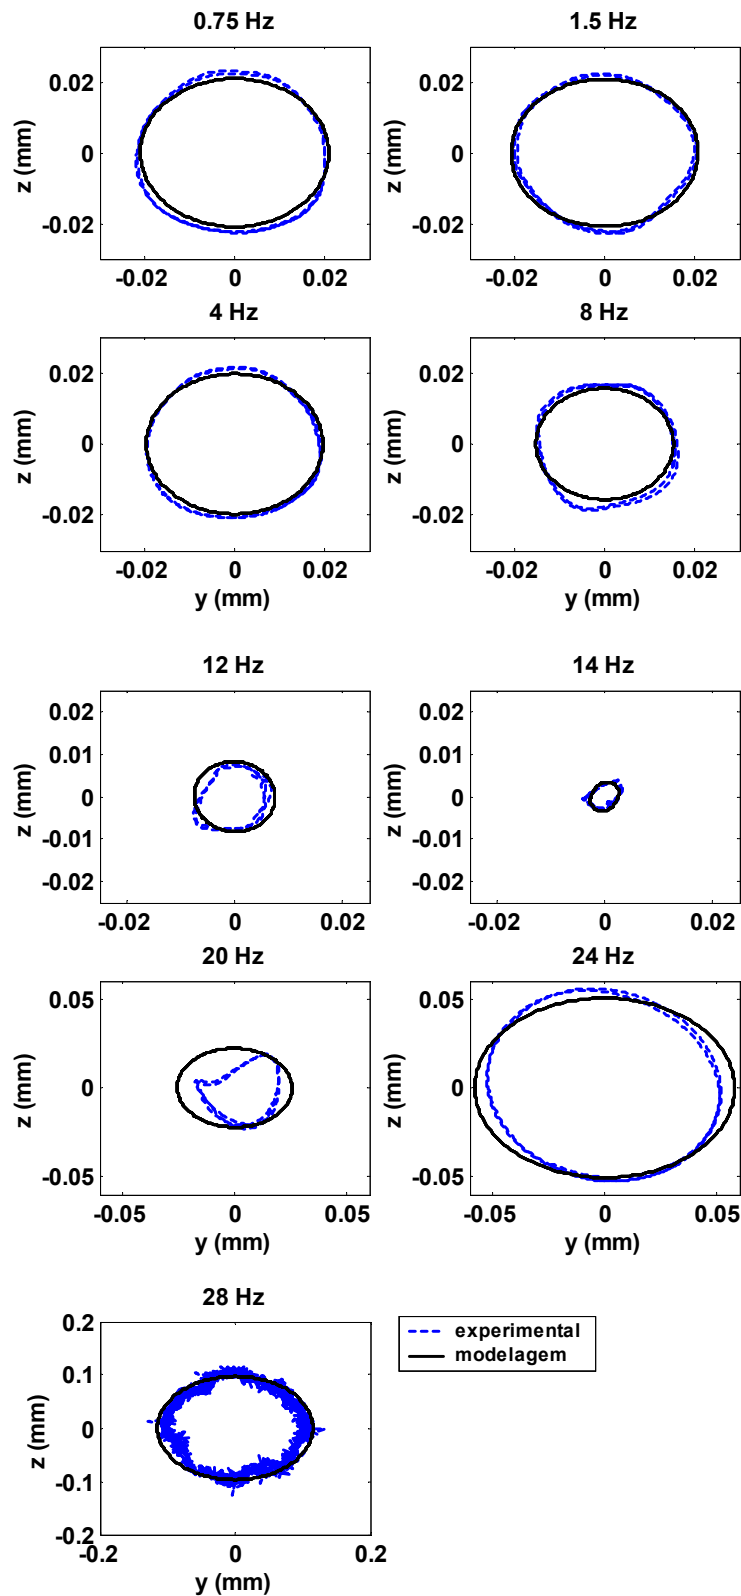 0.75 Hz
1.5 Hz
z (mm)
0.02
0
-0.02
-0.02 0 0.02
z (mm)
0.02
0
-0.02
-0.02 0 0.02
4 Hz
8 Hz
z (mm)
0.02
0
-0.02
-0.02 0 0.02
y (mm)
z (mm)
0.02
0
-0.02
-0.02 0 0.02
y (mm)
12 Hz
14 Hz
z (mm)
0.02
0.01
0
-0.01
-0.02
-0.02 0 0.02
z (mm)
0.02
0.01
0
-0.01
-0.02
-0.02 0 0.02
20 Hz
24 Hz
z (mm)
0.05
0
-0.05
-0.05 0 0.05
y (mm)
z (mm)
0.05
0
-0.05
-0.05 0 0.05
y (mm)
28 Hz
z (mm)
0.2
0.1
0
-0.1
-0.2
-0.2 0 0.2
y (mm)
experimental
modelagem